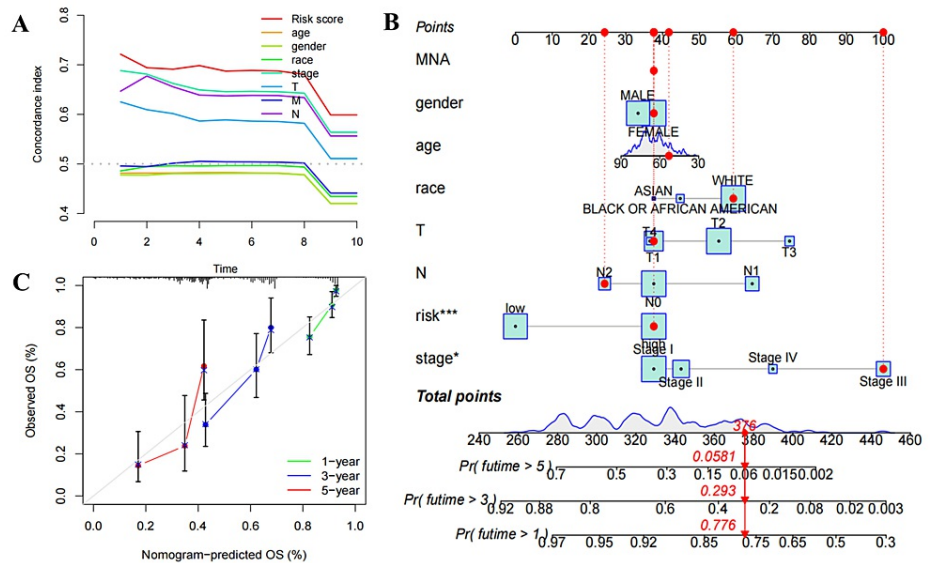 A
0.8
0.7
0.6
0.5
0.4
Concordance index
0 2 4 6 8 10
Time
Risk score
age
gender
race
stage
T
M
N
B
Points
0 10 20 30 40 50 60 70 80 90 100
MNA
gender
MALE
FEMALE
age
90 60 30
race
ASIAN
WHITE
BLACK OR AFRICAN AMERICAN
T
T4
T2
T1
T3
N
N2
N1
N0
risk***
low
high
stage*
Stage I
Stage IV
Stage II
Stage III
Total points
376
240 260 280 300 320 340 360 380 400 420 440 460
0.0581
Pr( futime > 5)
0.7 0.5 0.3 0.15 0.06 0.015 0.002
0.293
Pr( futime > 3)
0.92 0.88 0.8 0.6 0.4 0.2 0.08 0.02 0.003
0.776
Pr( futime > 1)
0.97 0.95 0.92 0.85 0.75 0.65 0.5 0.3
C
1.0
0.8
0.6
0.4
0.2
0.0
Observed OS (%)
1-year
3-year
5-year
0.0 0.2 0.4 0.6 0.8 1.0
Nomogram-predicted OS (%)